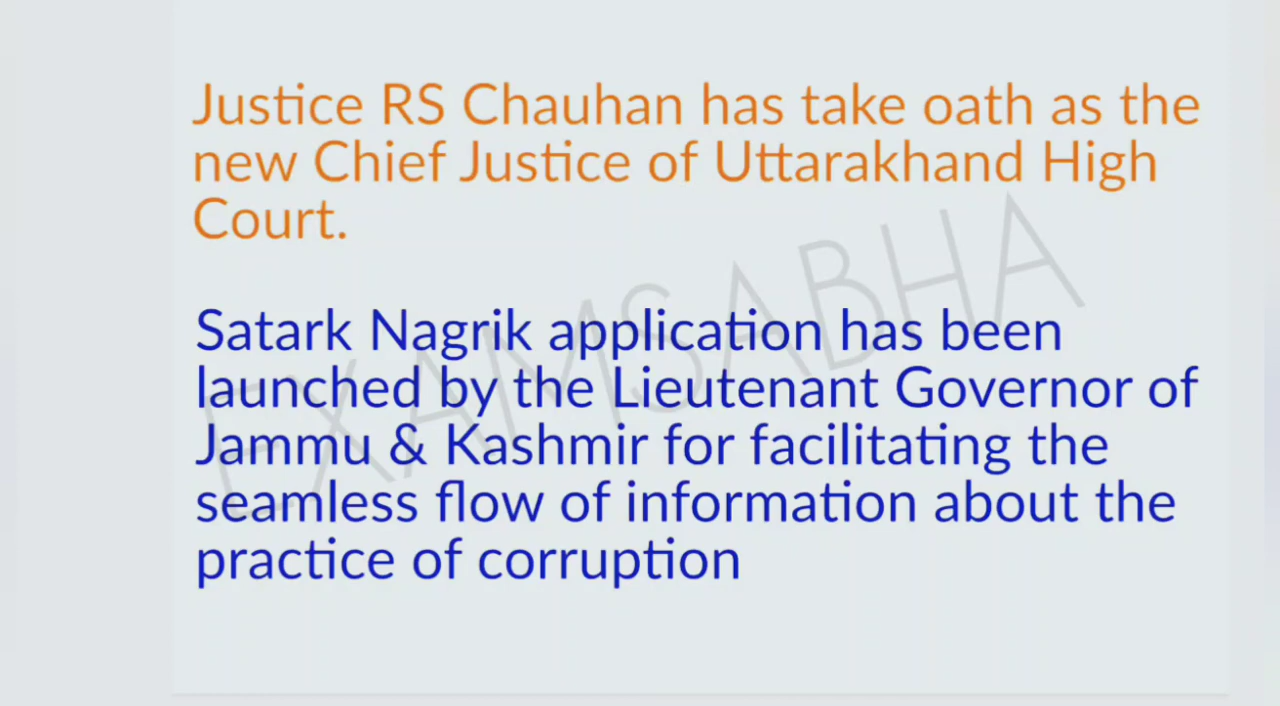 Justice RS Chauhan has take oath as the
new Chief Justice of Uttarakhand High
Court.
Satark Nagrik application has been
launched by the Lieutenant Governor of
Jammu & Kashmir for facilitating the
seamless flow of information about the
practice of corruption
EXAMSABHA